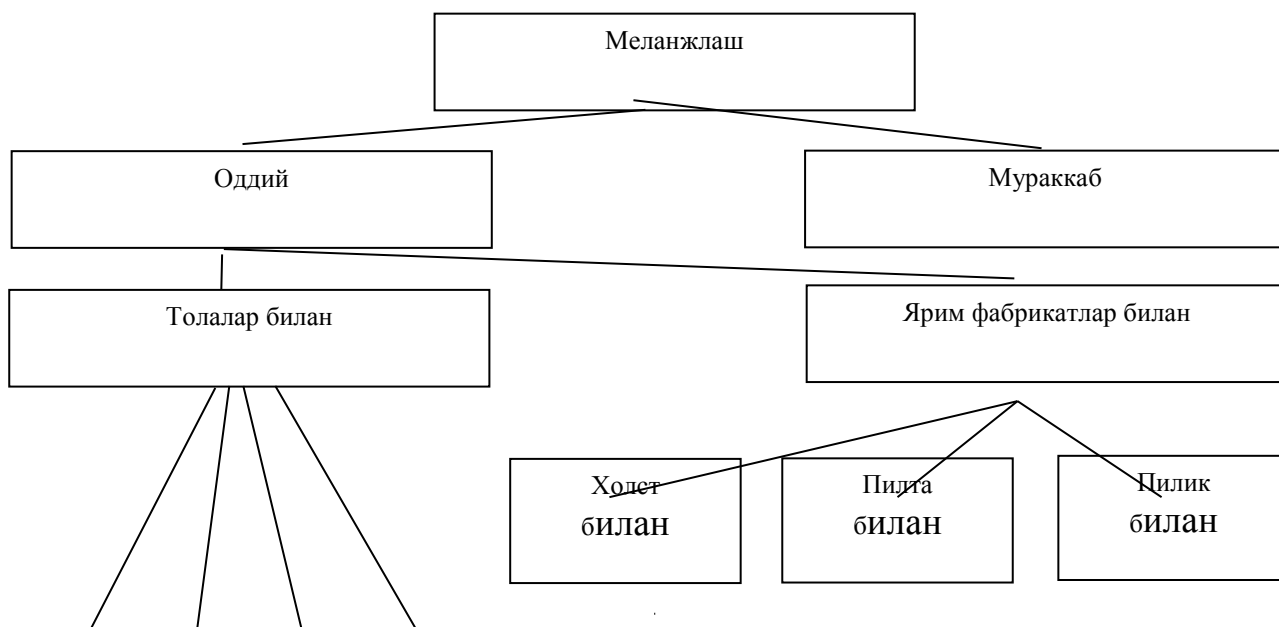 Меланжлаш
Оддий
Мураккаб
Толалар билан
Ярим фабрикатлар билан
Холст
билан
Пилта
билан
Пилик
билан